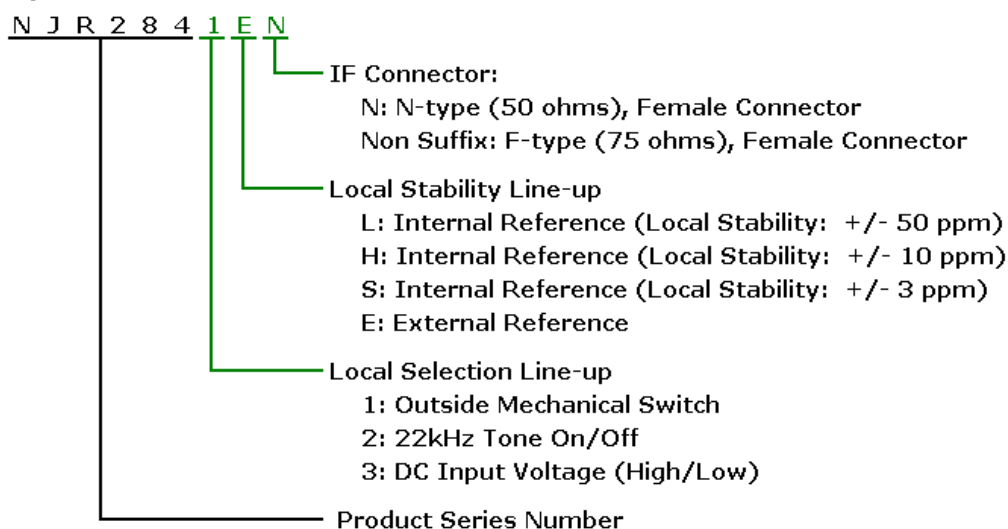 N J R 2 8 4 1 E N
IF Connector:
N: N-type (50 ohms), Female Connector
Non Suffix: F-type (75 ohms), Female Connector
Local Stability Line-up
L: Internal Reference (Local Stability: +/- 50 ppm)
H: Internal Reference (Local Stability: +/- 10 ppm)
S: Internal Reference (Local Stability: +/- 3 ppm)
E: External Reference
Local Selection Line-up
1: Outside Mechanical Switch
2: 22kHz Tone On/Off
3: DC Input Voltage (High/Low)
Product Series Number